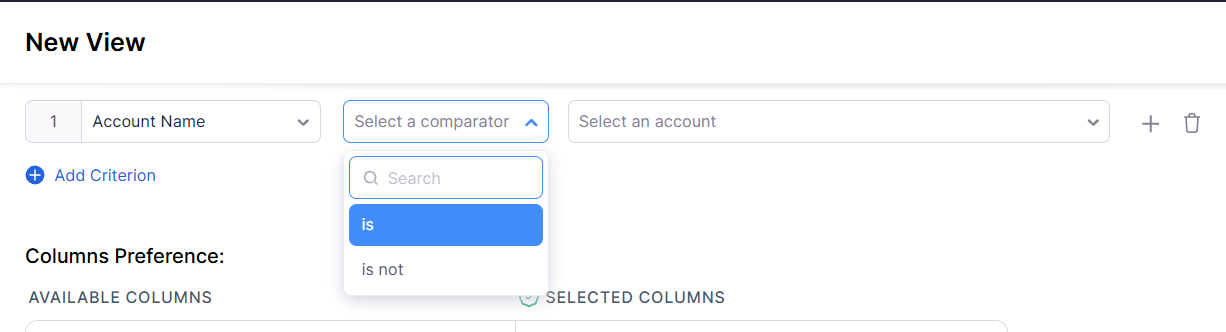 New View
1 Account Name Select a comparator Select an account
Add Criterion
Search
is
is not
Columns Preference:
AVAILABLE COLUMNS SELECTED COLUMNS